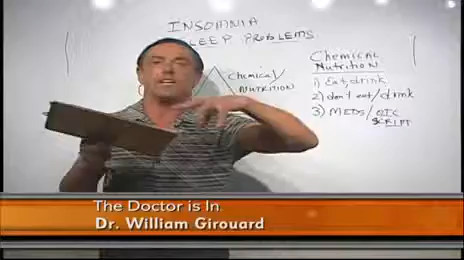 INSOMNIA
LEEP PROBLEMS
Chemical
NUTRITION
Chemical
Nutrition
1) Eat, drink
2) don't eat/drink
3) MEDS/OTC
SCRIPT
The Doctor is In
Dr. William Girouard